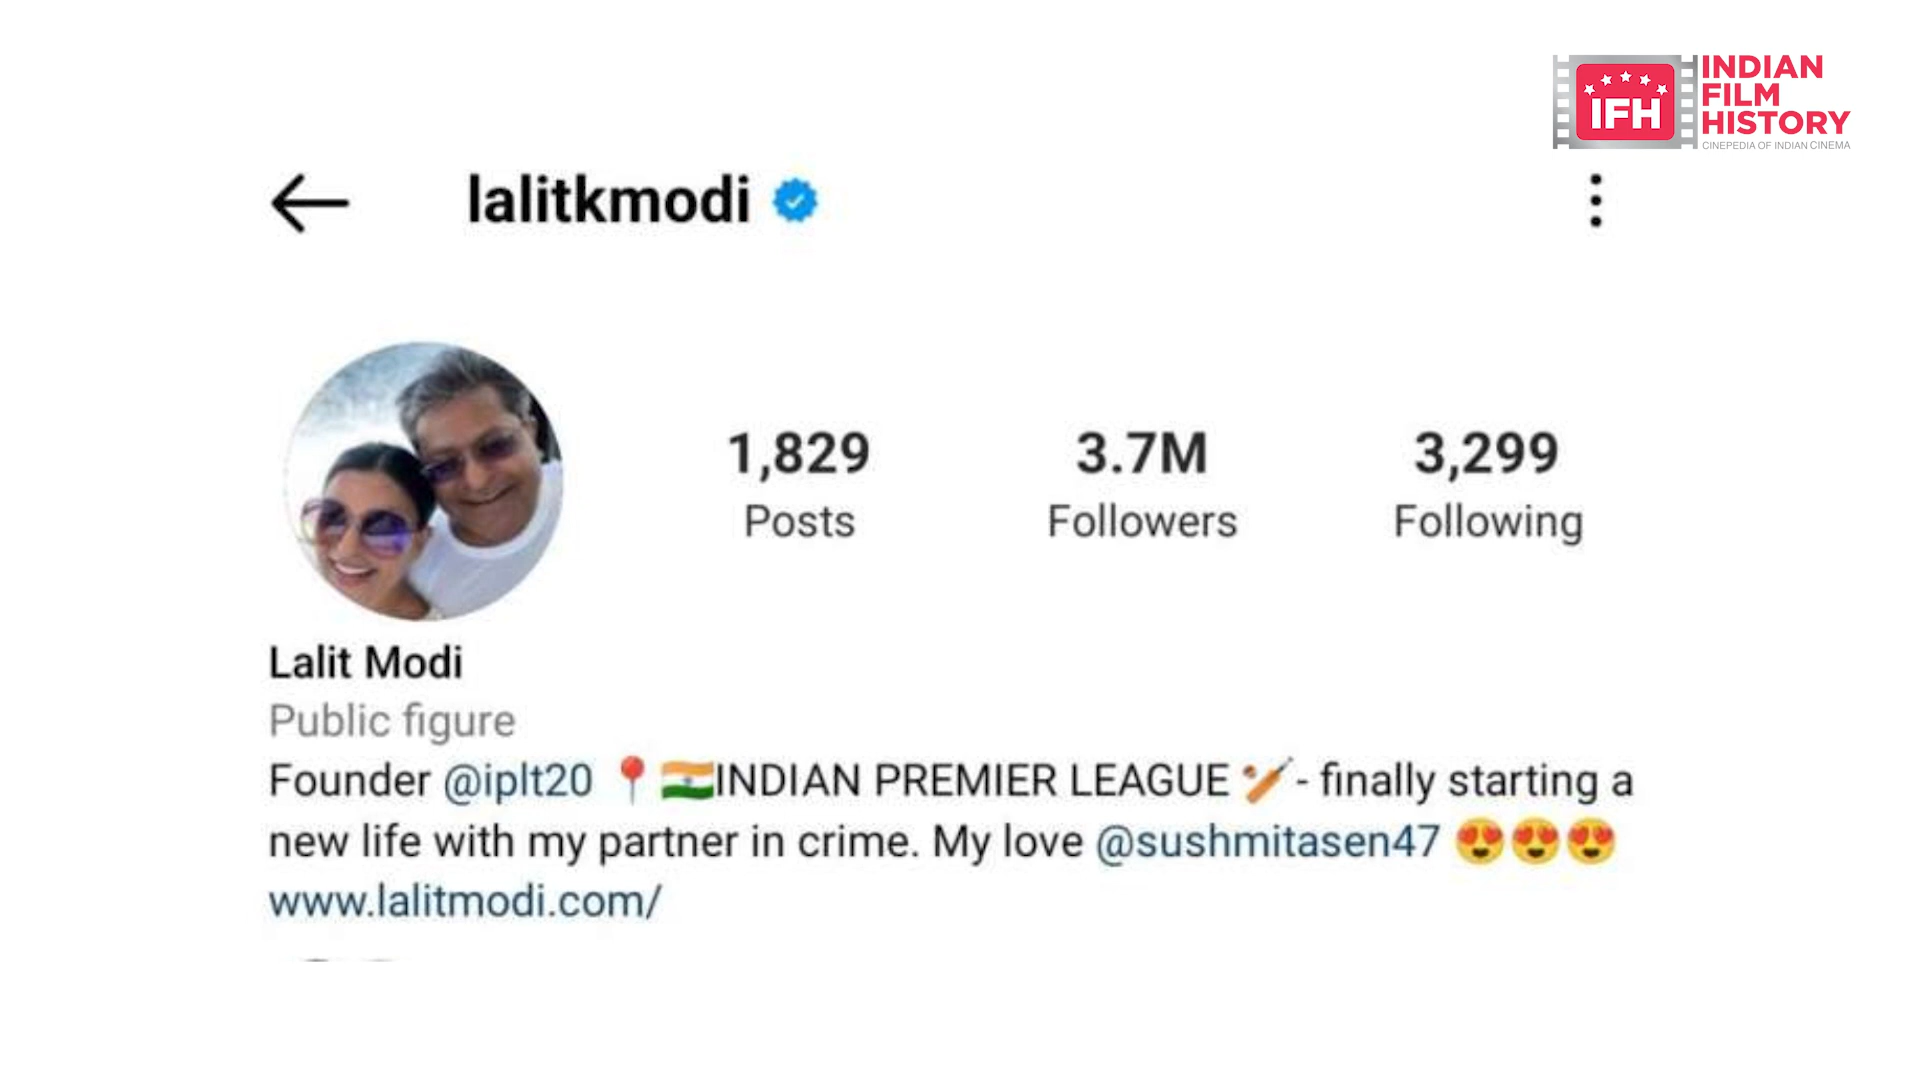 INDIAN
FILM
HISTORY
CINEPEDIA OF INDIAN CINEMA
IFH
lalitkmodi
1,829 3.7M 3,299
Posts Followers Following
Lalit Modi
Public figure
Founder @iplt20 📍🇮🇳INDIAN PREMIER LEAGUE 🏏- finally starting a
new life with my partner in crime. My love @sushmitasen47 😍😍😍
www.lalitmodi.com/